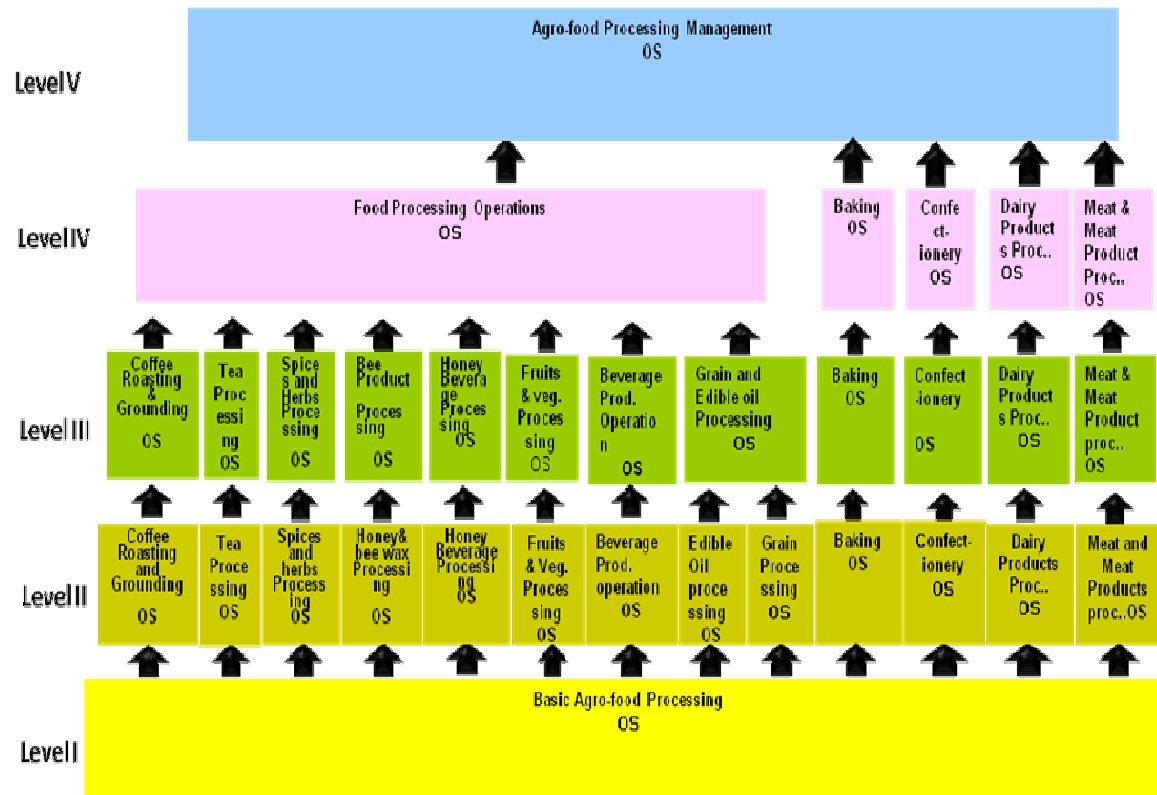 Agro-food Processing Management
OS
Level V
Food Processing Operations
OS
Baking
OS
Confe
ct-
ionery
OS
Dairy
Product
s Proc..
OS
Meat &
Meat
Product
Proc..
OS
Level IV
Coffee
Roasting
&
Grounding
OS
Tea
Proc
essi
ng
OS
Spice
s and
Herbs
Proce
ssing
OS
Bee
Product
Proces
sing
OS
Honey
Bevera
ge
Proces
sing
OS
Fruits
& veg.
Proces
sing
OS
Beverage
Prod.
Operatio
n
OS
Grain and
Edible oil
Processing
OS
Baking
OS
Confect
-ionery
OS
Dairy
Product
s Proc..
OS
Meat &
Meat
Product
proc..
OS
Level III
Coffee
Roasting
and
Grounding
OS
Tea
Proce
ssing
OS
Spices
and
herbs
Process
ing
OS
Honey&
bee wax
Processi
ng
OS
Honey
Beverage
Processi
ng
OS
Fruits
& Veg.
Proces
sing
OS
Beverage
Prod.
operation
OS
Edible
Oil
proce
ssing
OS
Grain
Proce
ssing
OS
Baking
OS
Confect-
ionery
OS
Dairy
Products
Proc..
OS
Meat and
Meat
Products
proc..OS
Level II
Basic Agro-food Processing
OS
Level I